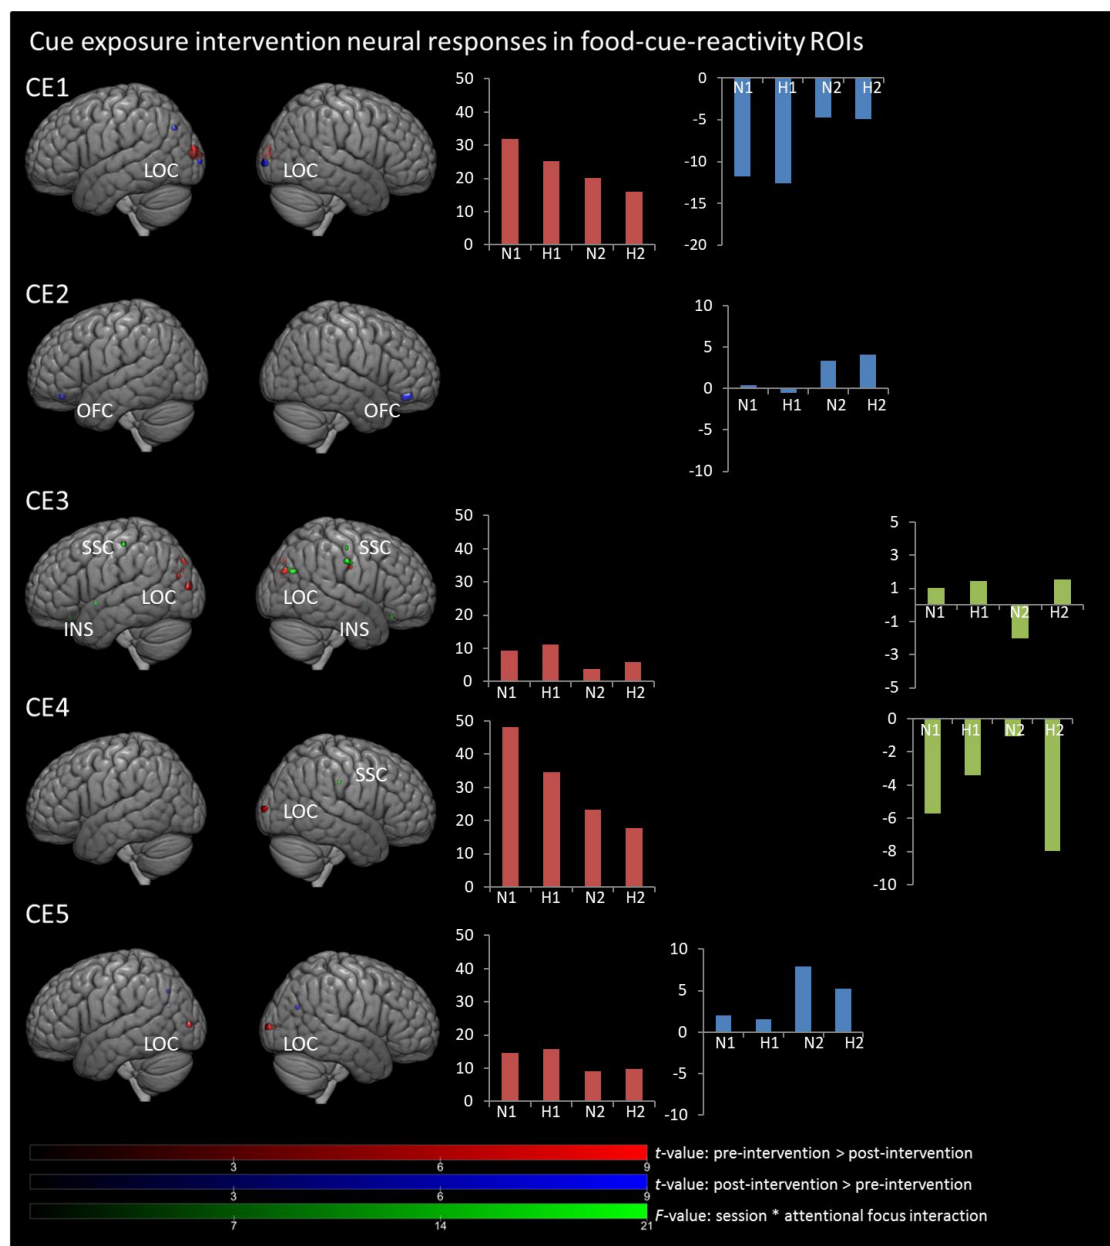 Cue exposure intervention neural responses in food-cue-reactivity ROIs
CE1
LOC
LOC
50
40
30
20
10
0
N1 H1 N2 H2
0
-5
-10
-15
-20
N1 H1 N2 H2
CE2
OFC
OFC
10
5
0
-5
-10
N1 H1 N2 H2
CE3
SSC
LOC
INS
SSC
LOC
INS
50
40
30
20
10
0
N1 H1 N2 H2
5
3
1
-1
-3
-5
N1 H1 N2 H2
CE4
SSC
LOC
50
40
30
20
10
0
N1 H1 N2 H2
0
-2
-4
-6
-8
-10
N1 H1 N2 H2
CE5
LOC
LOC
50
40
30
20
10
0
N1 H1 N2 H2
10
5
0
-5
-10
N1 H1 N2 H2
3 6 9
t-value: pre-intervention > post-intervention
3 6 9
t-value: post-intervention > pre-intervention
7 14 21
F-value: session * attentional focus interaction